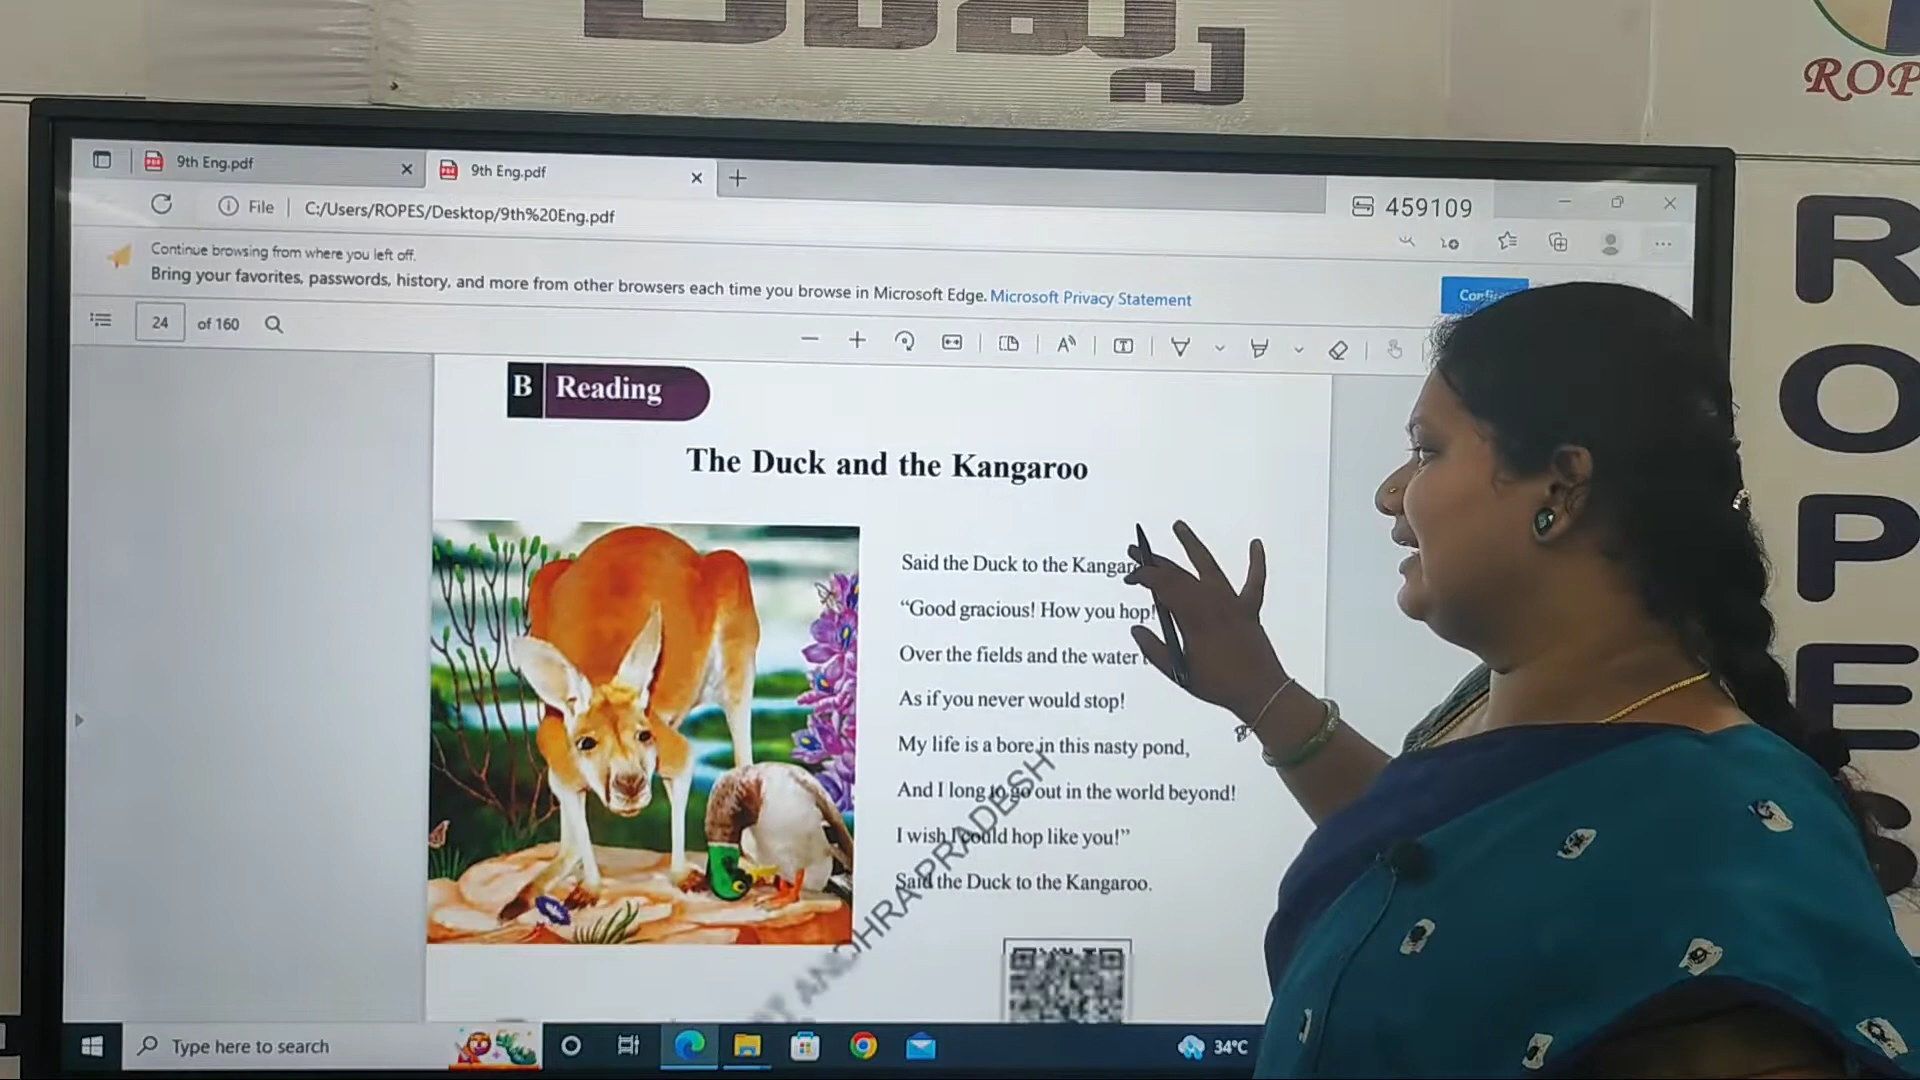 ROP
9th Eng.pdf
9th Eng.pdf
File
C:/Users/ROPES/Desktop/9th%20Eng.pdf
459109
Continue browsing from where you left off.
Bring your favorites, passwords, history, and more from other browsers each time you browse in Microsoft Edge. Microsoft Privacy Statement
24 of 160
B Reading
The Duck and the Kangaroo
Said the Duck to the Kangar
“Good gracious! How you hop!
Over the fields and the water
As if you never would stop!
My life is a bore in this nasty pond,
And I long to go out in the world beyond!
I wish I could hop like you!”
Said the Duck to the Kangaroo.
ANDHRA PRADESH
Type here to search
34°C
ROPES